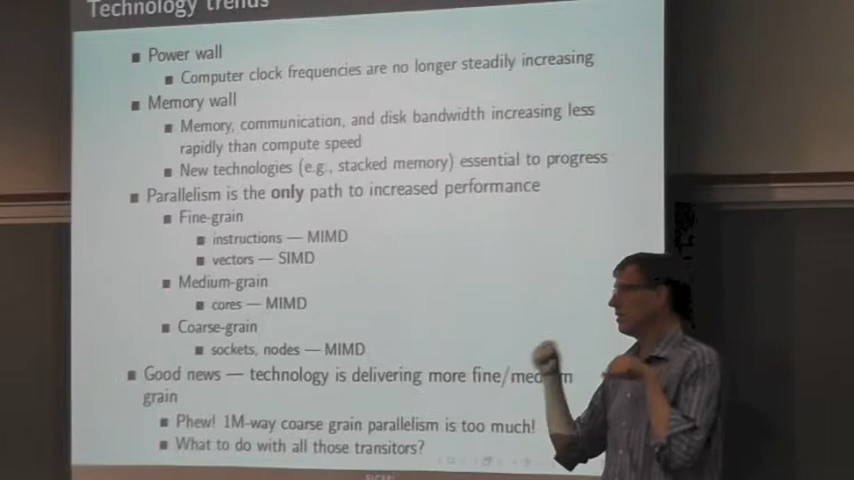 Technology trends
Power wall
Computer clock frequencies are no longer steadily increasing
Memory wall
Memory, communication, and disk bandwidth increasing less
rapidly than compute speed
New technologies (e.g., stacked memory) essential to progress
Parallelism is the only path to increased performance
Fine-grain
instructions — MIMD
vectors — SIMD
Medium-grain
cores — MIMD
Coarse-grain
sockets, nodes — MIMD
Good news — technology is delivering more fine/medium
grain
Phew! 1M-way coarse grain parallelism is too much!
What to do with all those transitors?